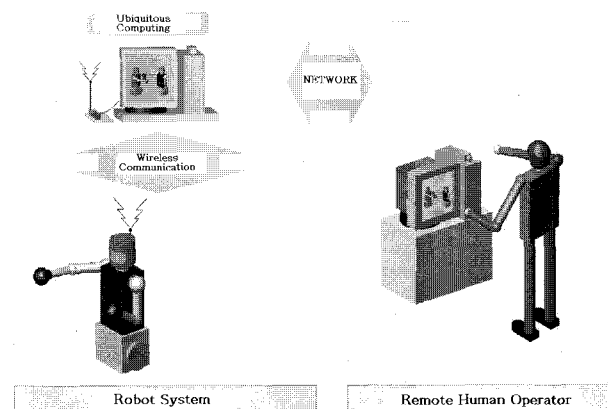 Ubiquitous
Computing
NETWORK
Wireless
Communication
Robot System
Remote Human Operator